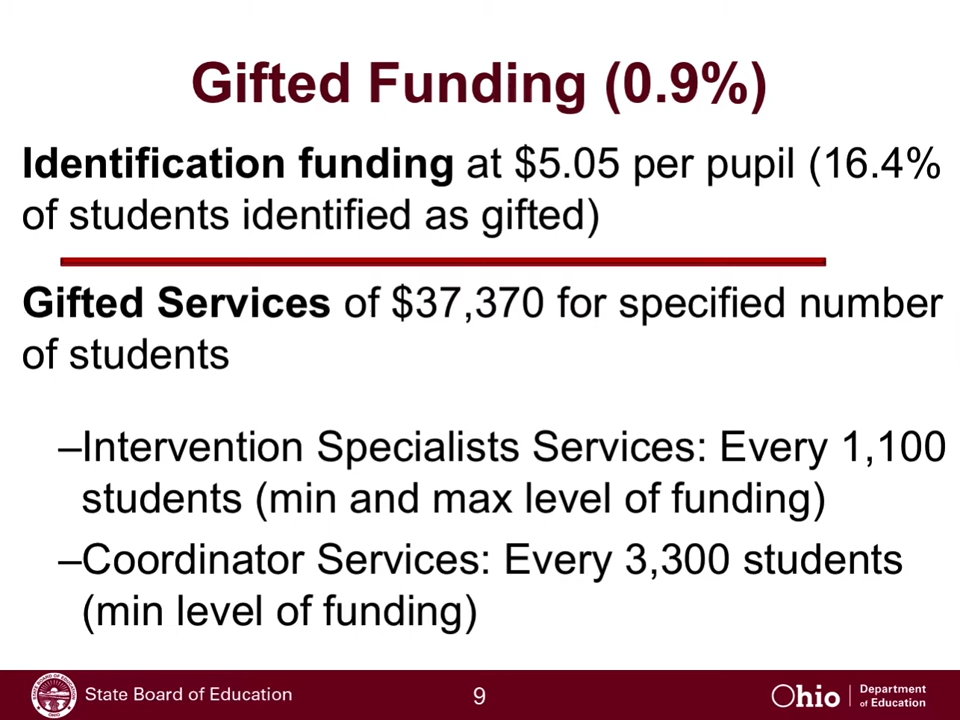 Gifted Funding (0.9%)
Identification funding at $5.05 per pupil (16.4%
of students identified as gifted)
Gifted Services of $37,370 for specified number
of students
–Intervention Specialists Services: Every 1,100
students (min and max level of funding)
–Coordinator Services: Every 3,300 students
(min level of funding)
State Board of Education
9
Ohio
Department
of Education